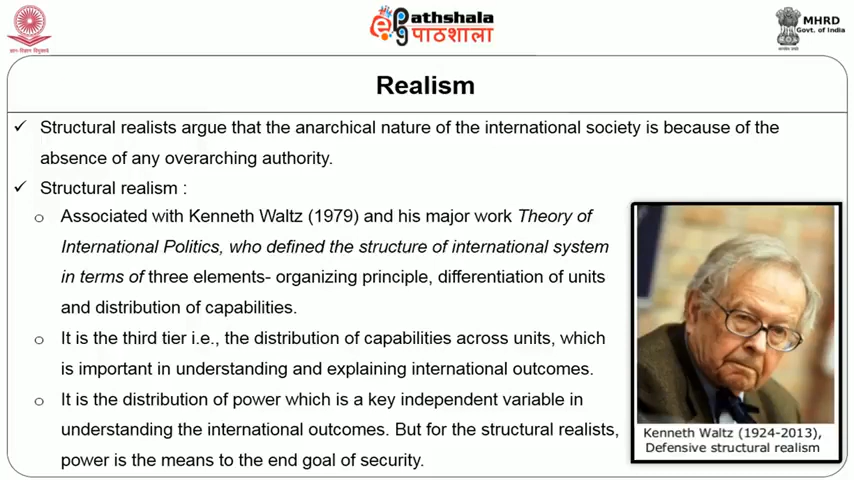 ePathshala
पाठशाला
MHRD
Govt. of India
Realism
✓ Structural realists argue that the anarchical nature of the international society is because of the
absence of any overarching authority.
✓ Structural realism :
o Associated with Kenneth Waltz (1979) and his major work Theory of
International Politics, who defined the structure of international system
in terms of three elements- organizing principle, differentiation of units
and distribution of capabilities.
o It is the third tier i.e., the distribution of capabilities across units, which
is important in understanding and explaining international outcomes.
o It is the distribution of power which is a key independent variable in
understanding the international outcomes. But for the structural realists,
power is the means to the end goal of security.
Kenneth Waltz (1924-2013),
Defensive structural realism